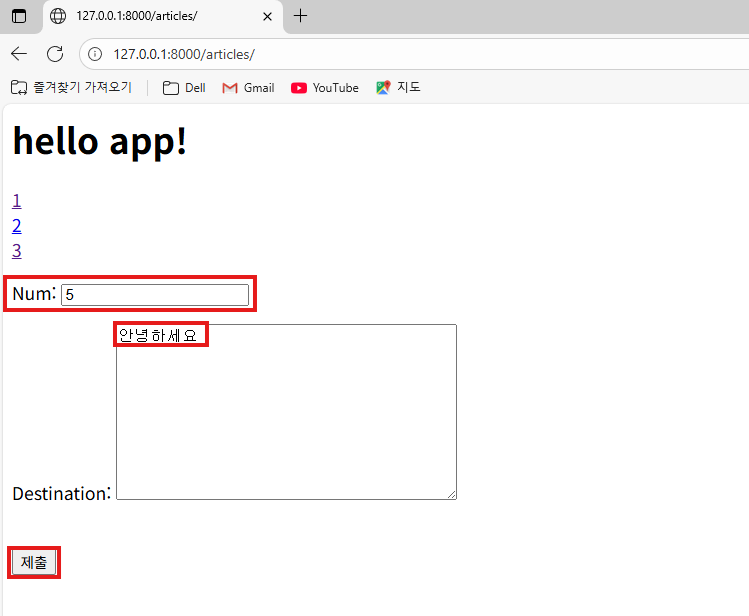 127.0.0.1:8000/articles/
127.0.0.1:8000/articles/
즐겨찾기 가져오기 Dell Gmail YouTube 지도
hello app!
1
2
3
Num: 5
안녕하세요
Destination:
제출